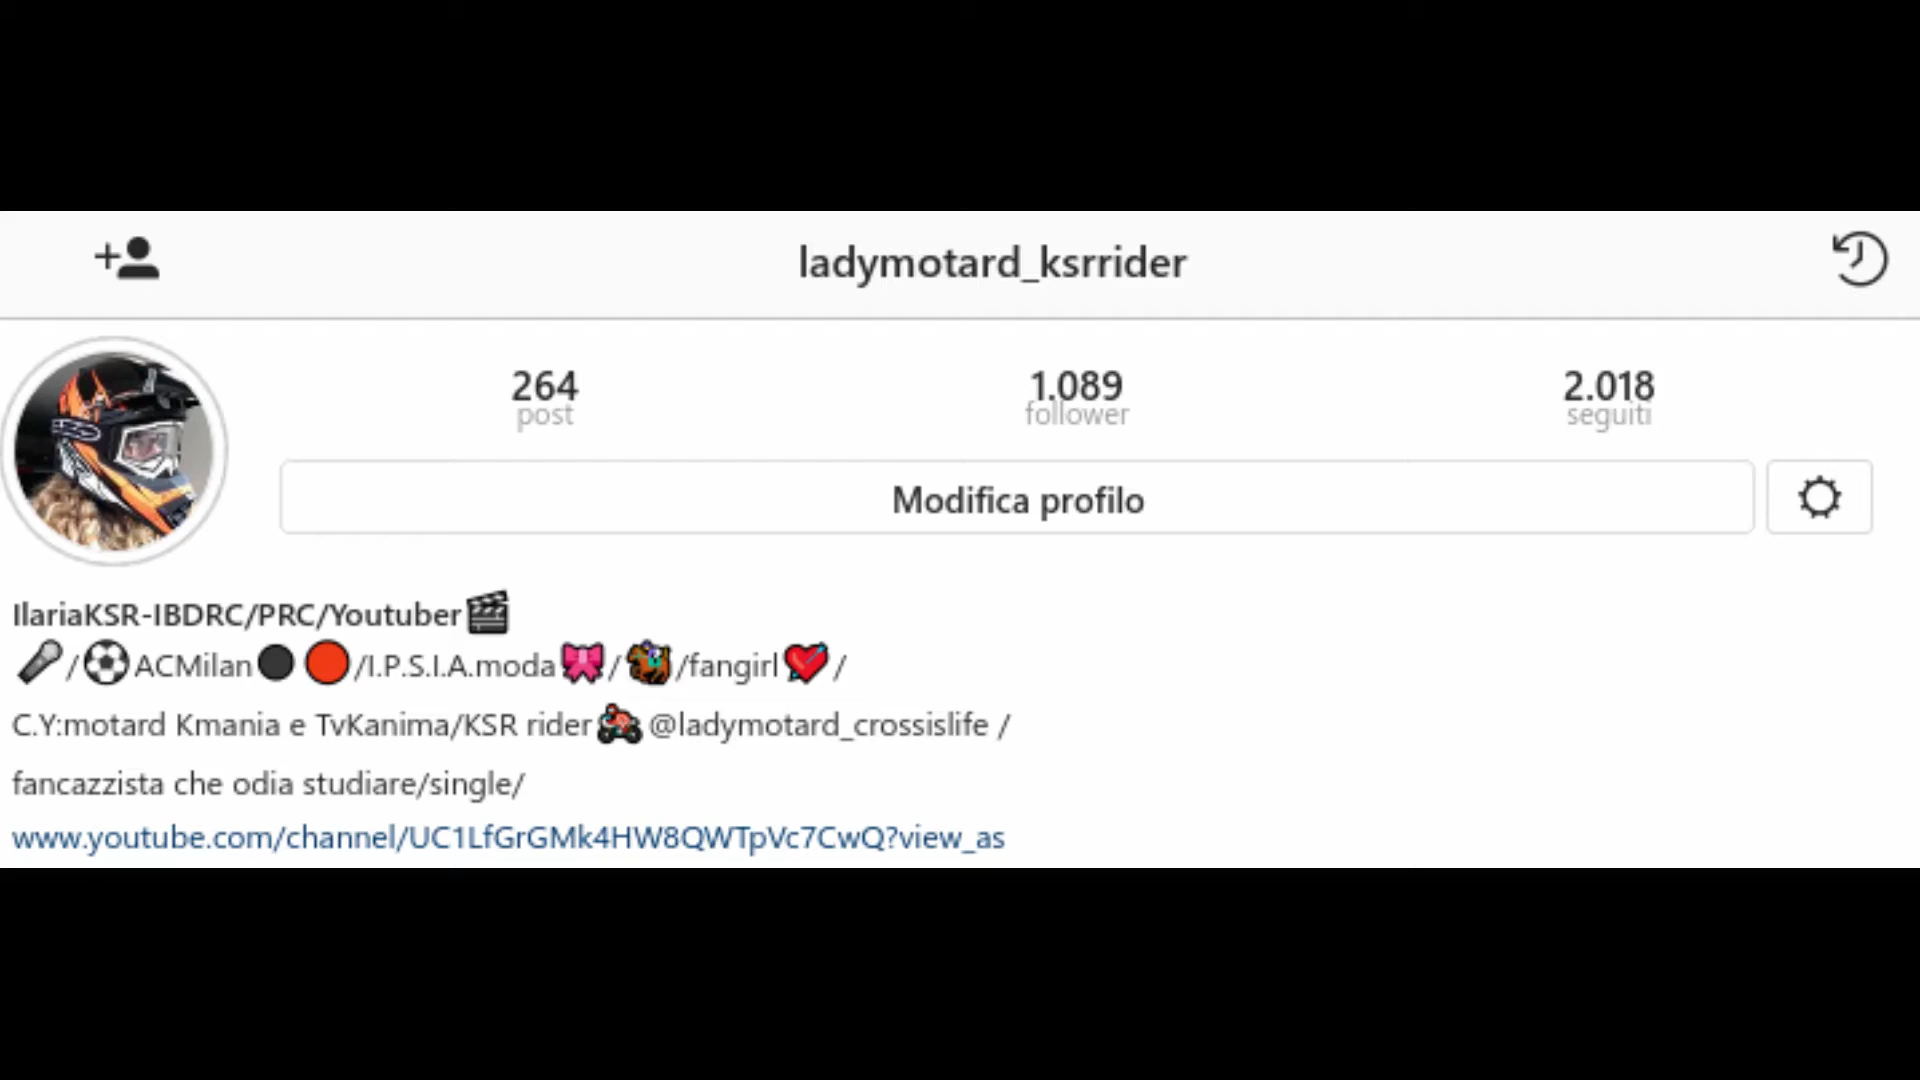 ladymotard_ksrrider
264 1.089 2.018
post follower seguiti
Modifica profilo
IlariaKSR-IBDRC/PRC/Youtuber🎬
🎤/⚽ACMilan⚫🔴/I.P.S.I.A.moda🎀/🏇/fangirl💘/
C.Y:motard Kmania e TvKanima/KSR rider🏍@ladymotard_crossislife /
fancazzista che odia studiare/single/
www.youtube.com/channel/UC1LfGrGMk4HW8QWTpVc7CwQ?view_as